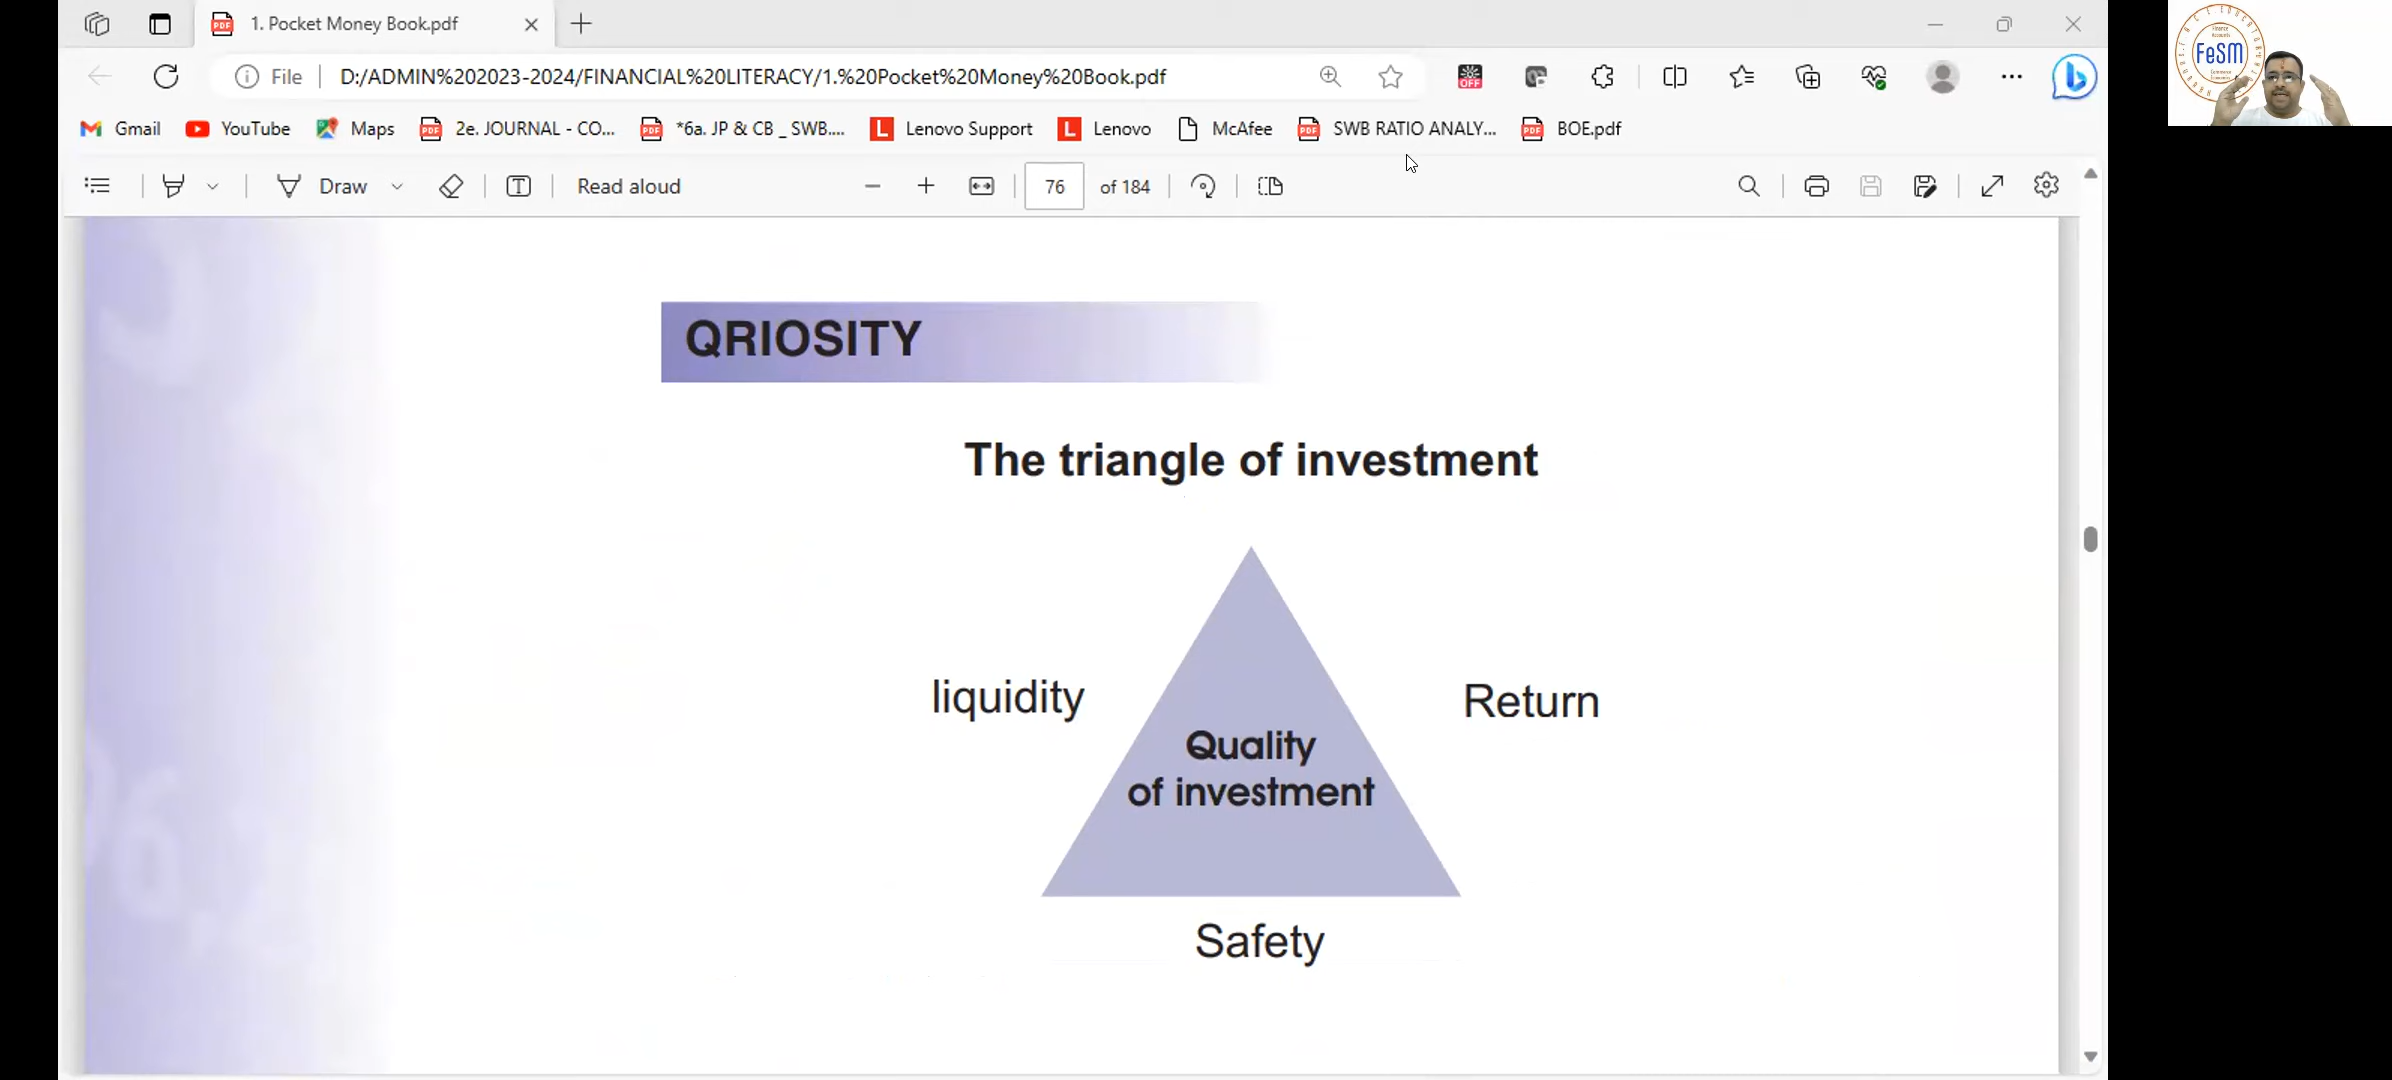 1. Pocket Money Book.pdf
File
D:/ADMIN%202023-2024/FINANCIAL%20LITERACY/1.%20Pocket%20Money%20Book.pdf
OFF
Gmail YouTube Maps 2e. JOURNAL - CO... *6a. JP & CB _ SWB.... Lenovo Support Lenovo McAfee SWB RATIO ANALY... BOE.pdf
Draw Read aloud 76 of 184
QRIOSITY
The triangle of investment
liquidity
Return
Quality
of investment
Safety
FeSM